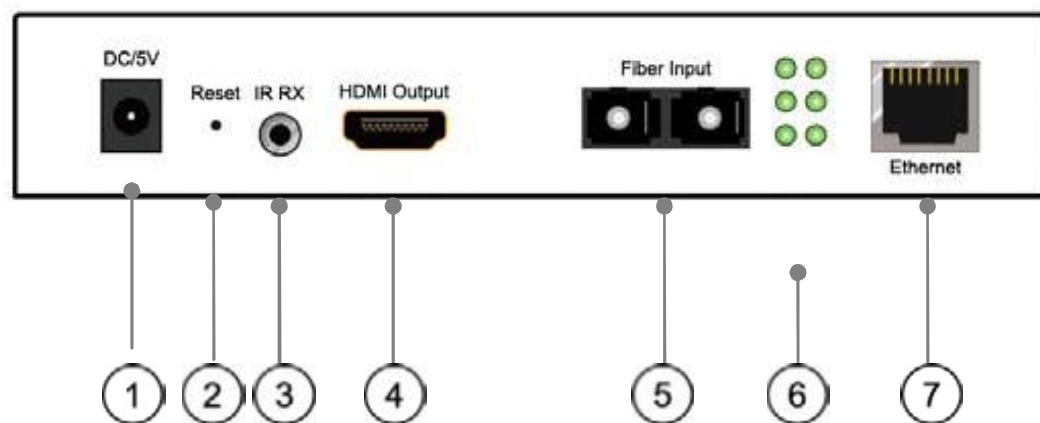 DC/5V
Reset IR RX HDMI Output
Fiber Input
Ethernet
1 2 3 4 5 6 7